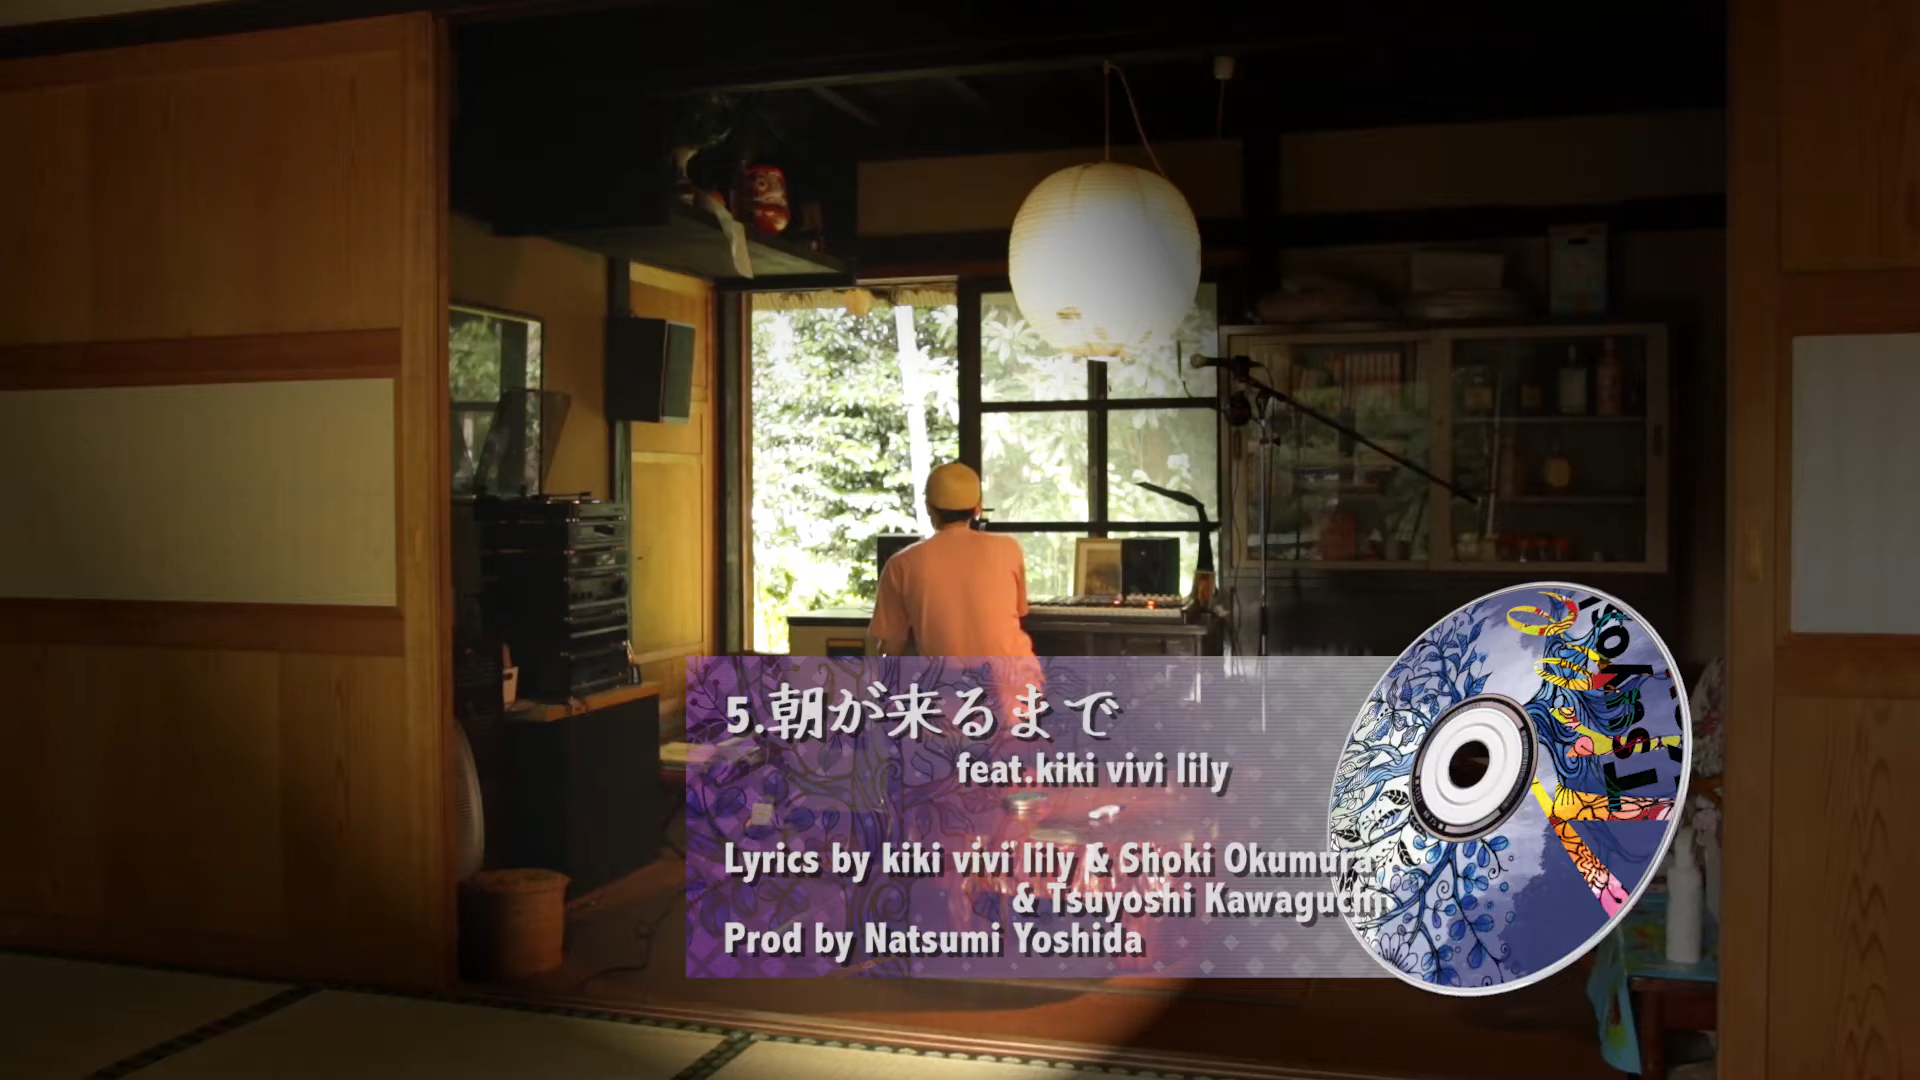 5.朝が来るまで
feat.kiki vivi lily
Lyrics by kiki vivi lily & Shoki Okumura
& Tsuyoshi Kawaguchi
Prod by Natsumi Yoshida
Tsuyoshi